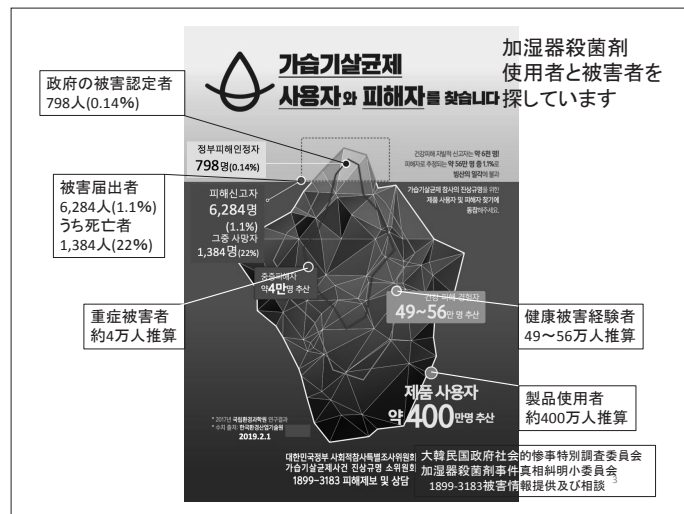 가습기살균제
사용자와 피해자를 찾습니다
加湿器殺菌剤
使用者と被害者を
探しています
政府の被害認定者
798人(0.14%)
정부피해인정자
798명(0.14%)
건강피해 자발적 신고자는 약 6천 명!
피해자로 추정되는 약 56만 명 중 1.1%로
빙산의 일각에 불과
가습기살균제 참사의 진상규명을 위한
제품 사용자 및 피해자 찾기에
동참해주세요.
被害届出者
6,284人(1.1%)
うち死亡者
1,384人(22%)
피해신고자
6,284명
(1.1%)
그중 사망자
1,384명(22%)
중증피해자
약4만명 추산
건강 피해 경험자
49~56만 명 추산
重症被害者
約4万人推算
健康被害経験者
49～56万人推算
제품 사용자
약 400만명 추산
製品使用者
約400万人推算
* 2017년 국립환경과학원 연구결과
* 수치 출처: 한국환경산업기술원
2019.2.1
대한민국정부 사회적참사특별조사위원회
가습기살균제사건 진상규명 소위원회
1899-3183 피해제보 및 상담
大韓民国政府社会的惨事特別調査委員会
加湿器殺菌剤事件真相糾明小委員会
1899-3183被害情報提供及び相談
3